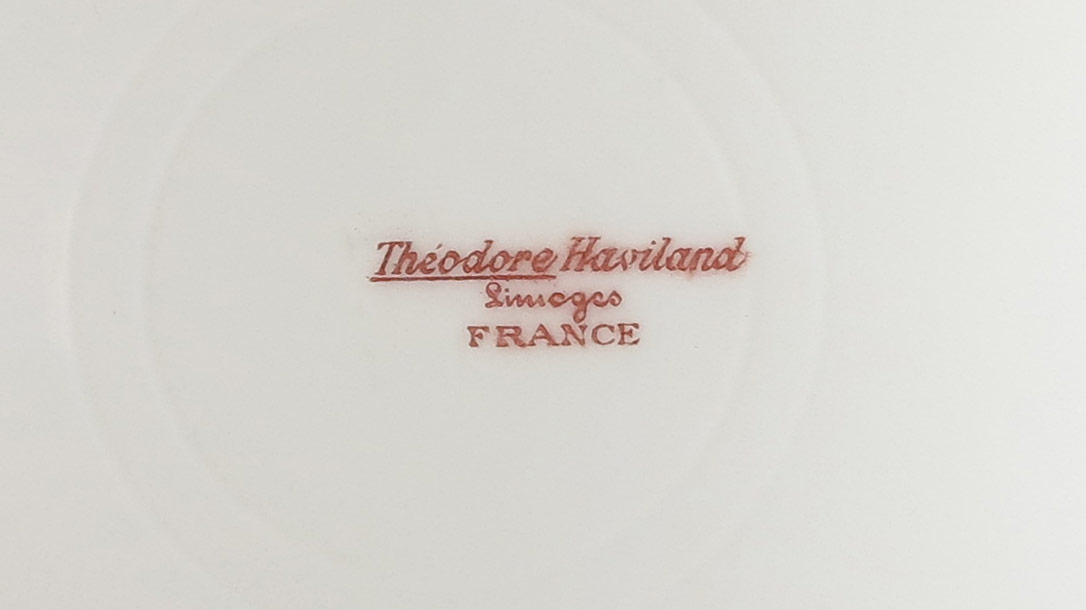 Théodore Haviland
Limoges
FRANCE